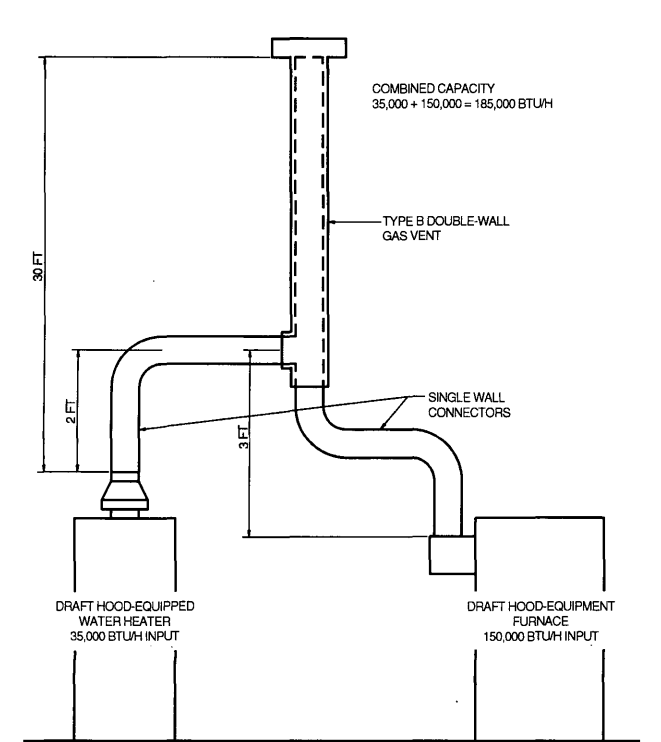 COMBINED CAPACITY
35,000 + 150,000 = 185,000 BTU/H
TYPE B DOUBLE-WALL
GAS VENT
30 FT
2 FT
3 FT
SINGLE WALL
CONNECTORS
DRAFT HOOD-EQUIPPED
WATER HEATER
35,000 BTU/H INPUT
DRAFT HOOD-EQUIPMENT
FURNACE
150,000 BTU/H INPUT